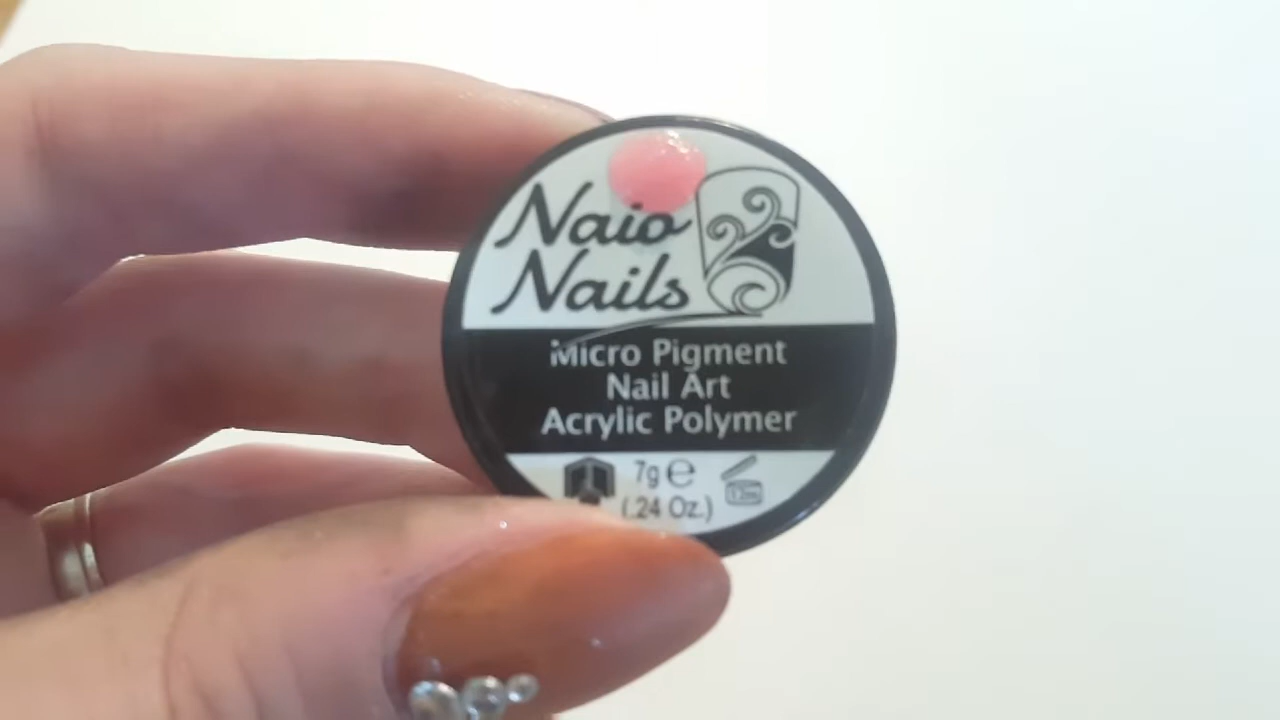 Naio
Nails
Micro Pigment
Nail Art
Acrylic Polymer
7g e
(.24 Oz.)